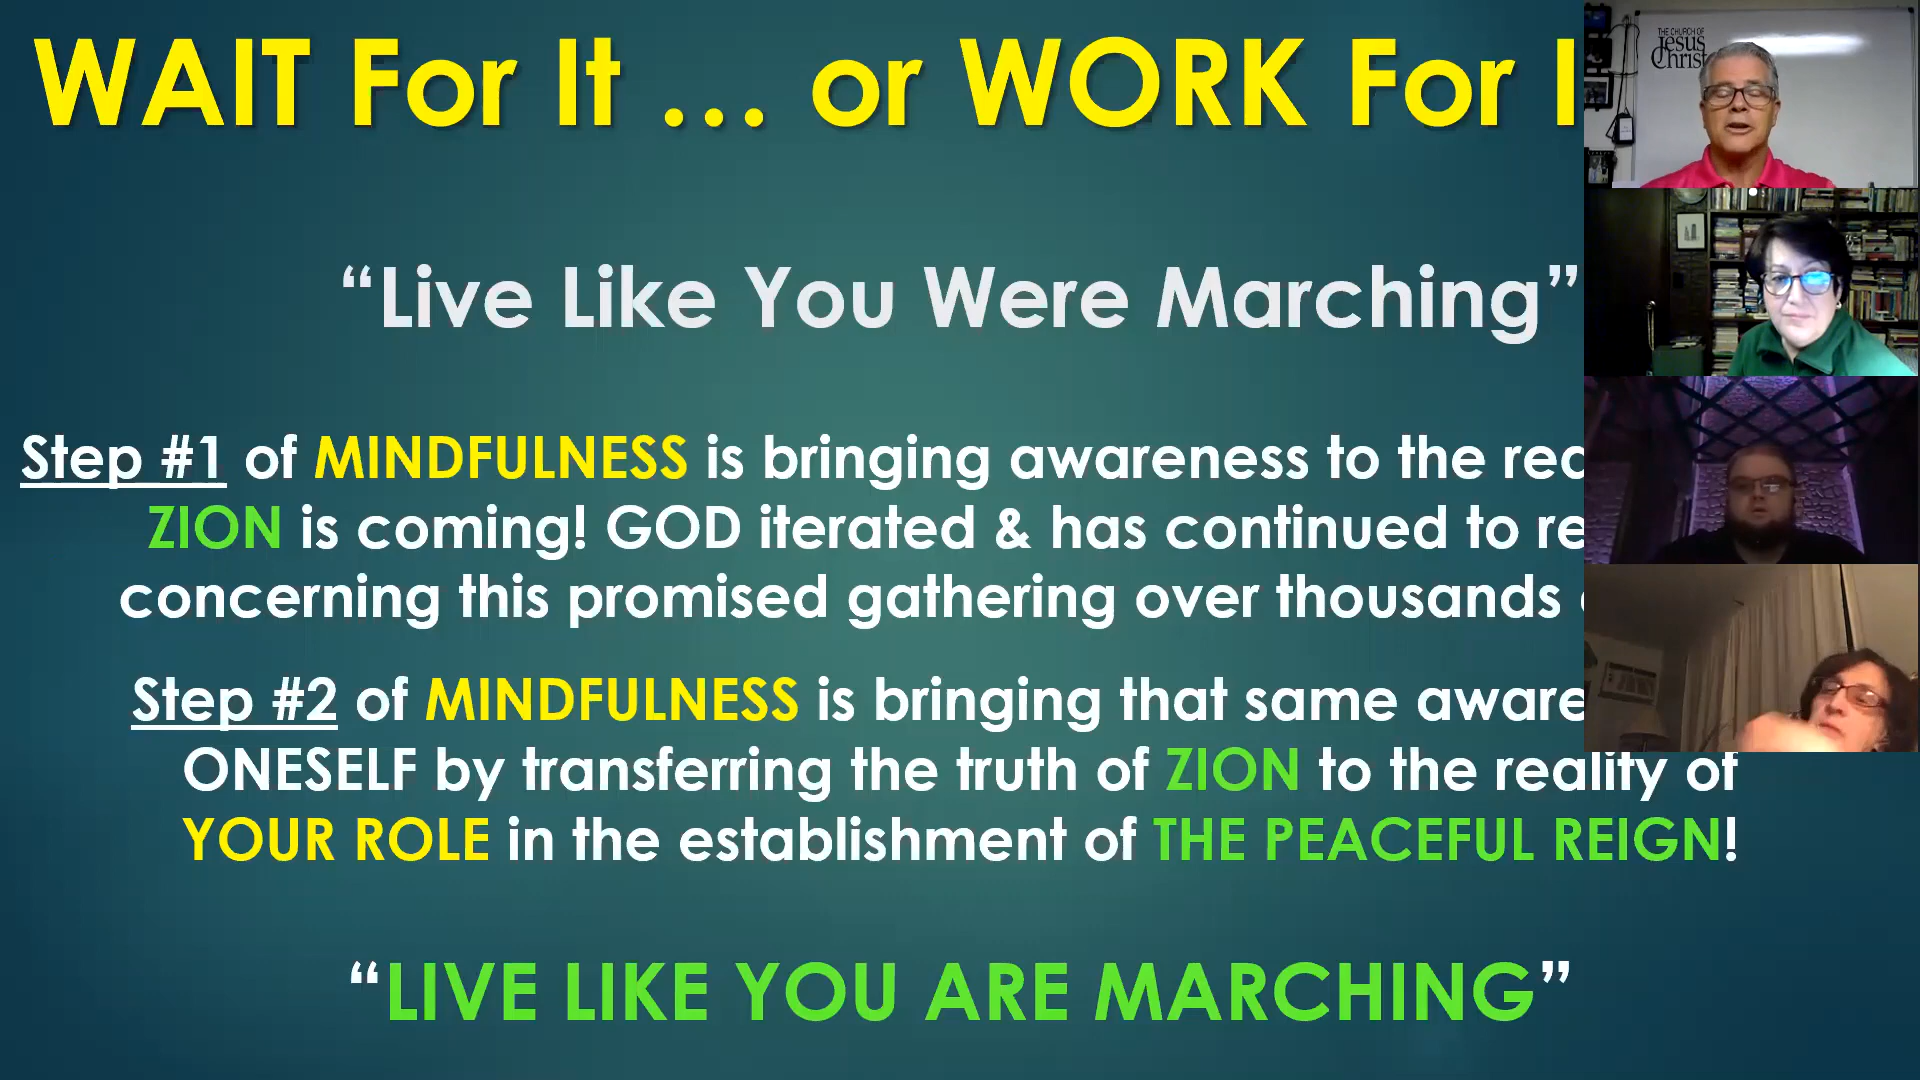 WAIT For It … or WORK For I
“Live Like You Were Marching”
Step #1 of MINDFULNESS is bringing awareness to the
ZION is coming! GOD iterated & has continued to
concerning this promised gathering over thousands
Step #2 of MINDFULNESS is bringing that same
ONESELF by transferring the truth of ZION to the reality of
YOUR ROLE in the establishment of THE PEACEFUL REIGN!
“LIVE LIKE YOU ARE MARCHING”
THE CHURCH OF
Jesus
Christ